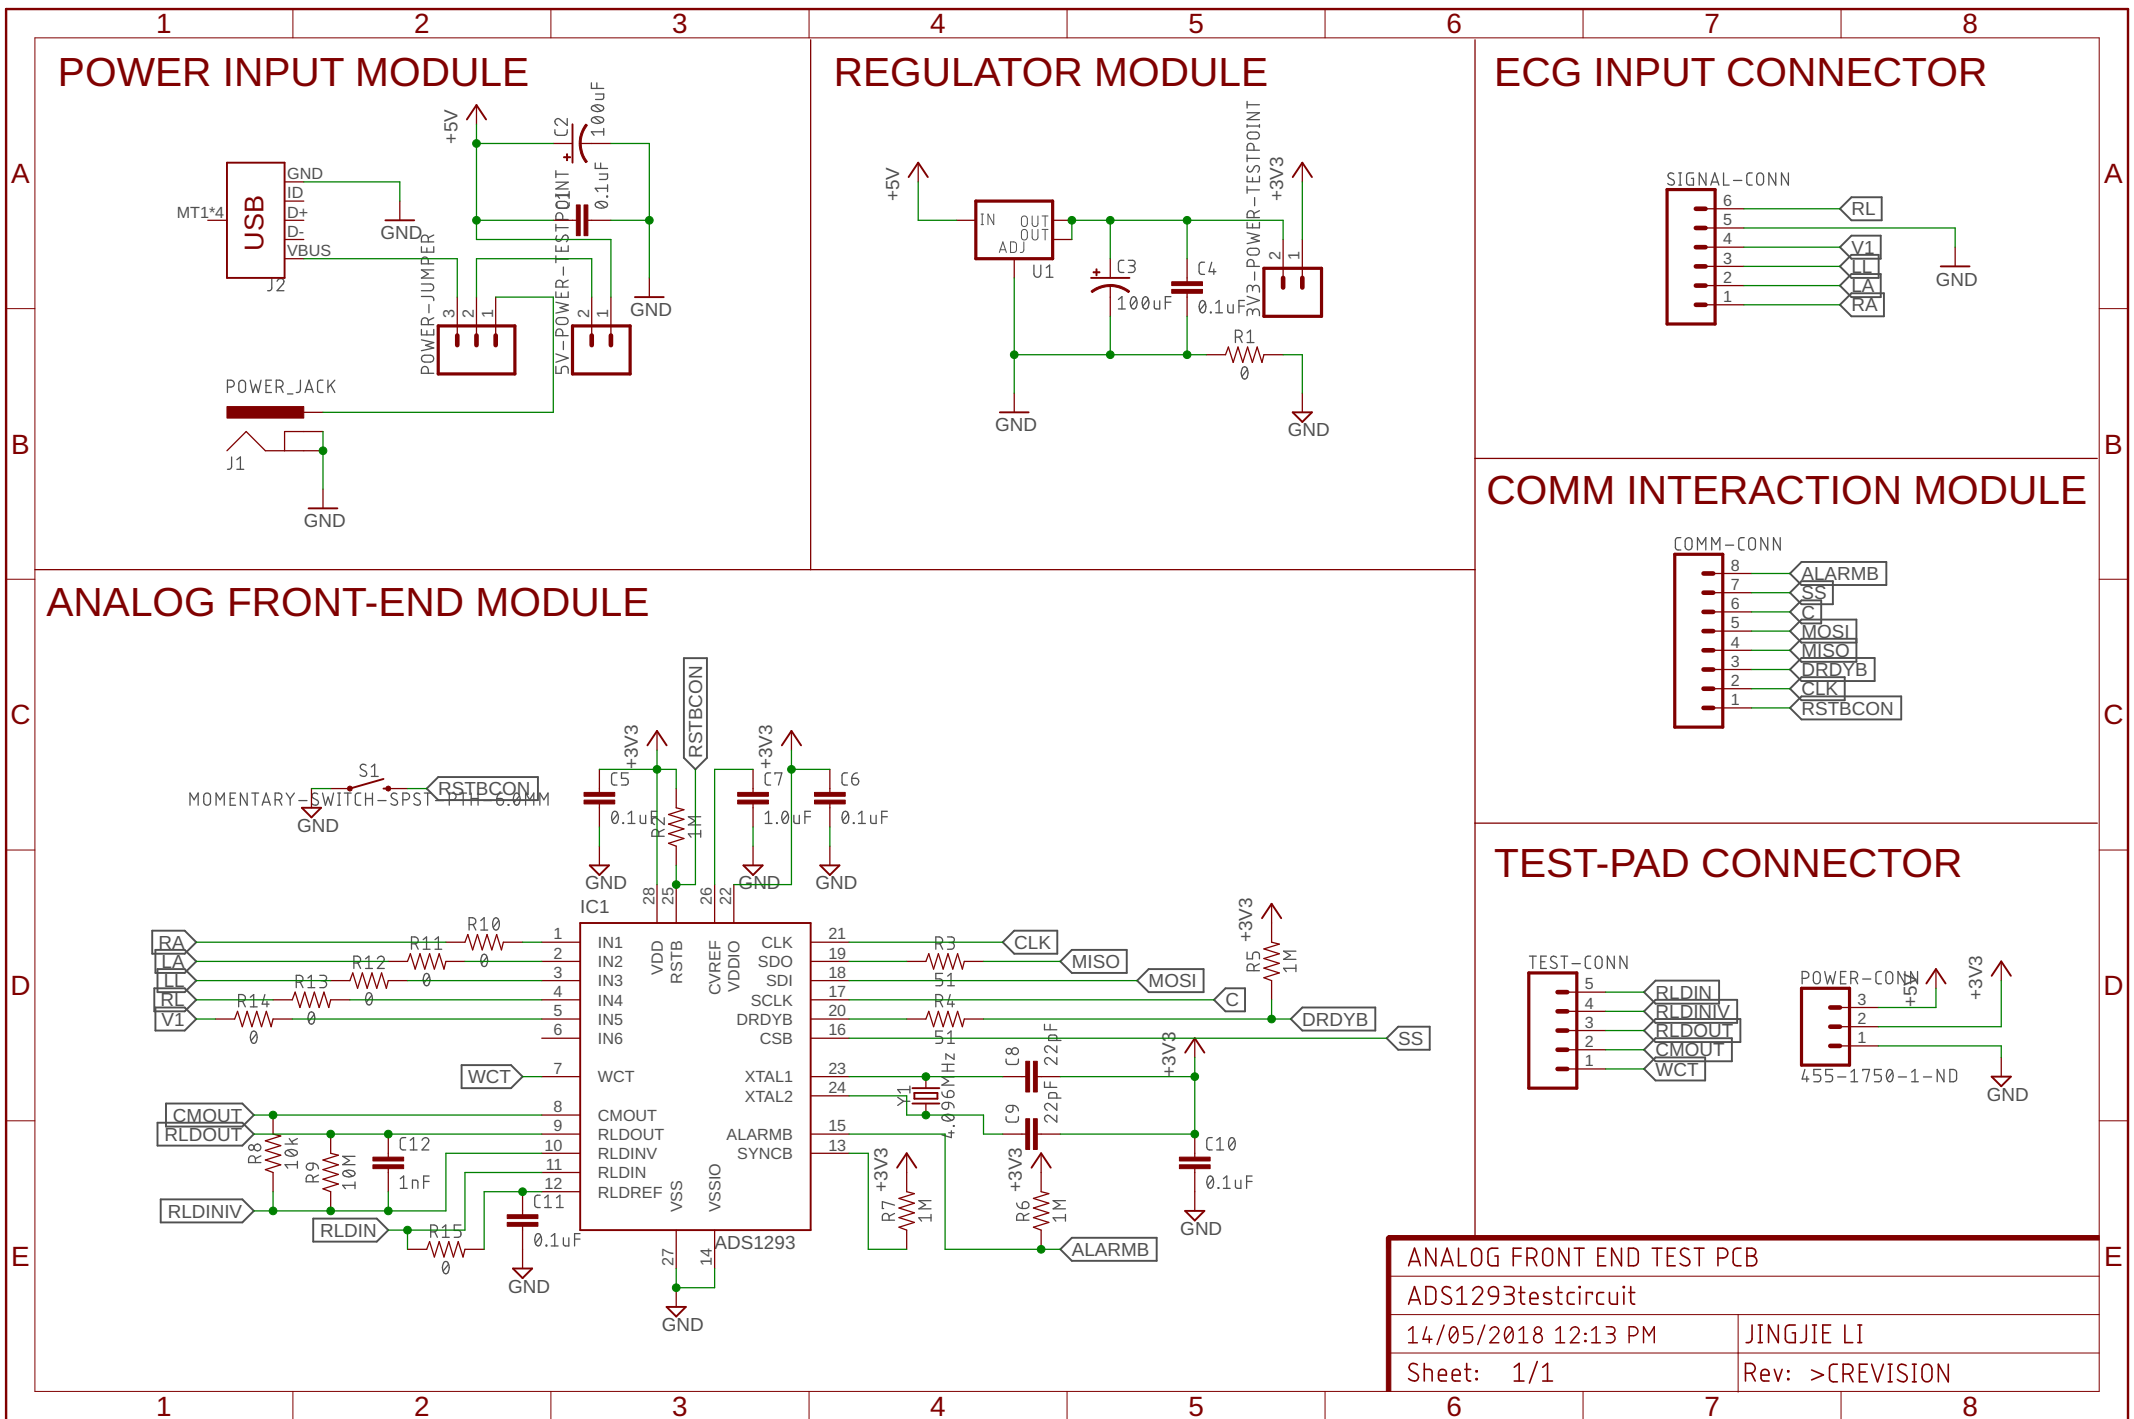 1 2 3 4 5 6 7 8
A
B
C
D
E
A
B
C
D
E
POWER INPUT MODULE
+5V
C2
100uF
C1
0.1uF
USB
MT1*4
GND
ID
D+
D-
VBUS
J2
GND
POWER-JUMPER
3 2 1
5V-POWER-TESTPOINT
2 1
GND
POWER_JACK
J1
GND
REGULATOR MODULE
+5V
IN
OUT
OUT
ADJ
U1
C3
100uF
C4
0.1uF
3V3-POWER-TESTPOINT
+3V3
2 1
R1
0
GND
GND
ECG INPUT CONNECTOR
SIGNAL-CONN
6 RL
5
4 V1
3 LL
2 LA
1 RA
GND
COMM INTERACTION MODULE
COMM-CONN
8 ALARMB
7 SS
6 C
5 MOSI
4 MISO
3 DRDYB
2 CLK
1 RSTBCON
ANALOG FRONT-END MODULE
S1
RSTBCON
MOMENTARY-SWITCH-SPST-PTH-6.0MM
GND
RSTBCON
+3V3
+3V3
C5
0.1uF
R2
1M
C7
1.0uF
C6
0.1uF
GND
GND
GND
28 25 26 22
IC1
VDD
RSTB
CVREF
VDDIO
RA R10 0 1 IN1
LA R11 0 2 IN2
LL R12 0 3 IN3
RL R13 0 4 IN4
V1 R14 0 5 IN5
6 IN6
WCT 7 WCT
CMOUT 8 CMOUT
RLDOUT 9 RLDOUT
10 RLDINV
11 RLDIN
12 RLDREF
R8
10k
R9
10M
C12
1nF
RLDINIV
RLDIN
R15
0
C11
0.1uF
GND
VSS
VSSIO
27 14
GND
ADS1293
CLK 21 CLK
SDO 19 R3 51 MISO
SDI 18 MOSI
SCLK 17 C
DRDYB 20 R4 51 DRDYB
CSB 16 SS
XTAL1 23
XTAL2 24
ALARMB 15
SYNCB 13
+3V3
R5
1M
Y1
4.096MHz
C8
22pF
C9
22pF
+3V3
C10
0.1uF
GND
+3V3
R7
1M
+3V3
R6
1M
ALARMB
TEST-PAD CONNECTOR
TEST-CONN
5 RLDIN
4 RLDINIV
3 RLDOUT
2 CMOUT
1 WCT
POWER-CONN
3
2
1
+5V
+3V3
455-1750-1-ND
GND
ANALOG FRONT END TEST PCB
ADS1293testcircuit
14/05/2018 12:13 PM JINGJIE LI
Sheet: 1/1 Rev: >CREVISION
1 2 3 4 5 6 7 8